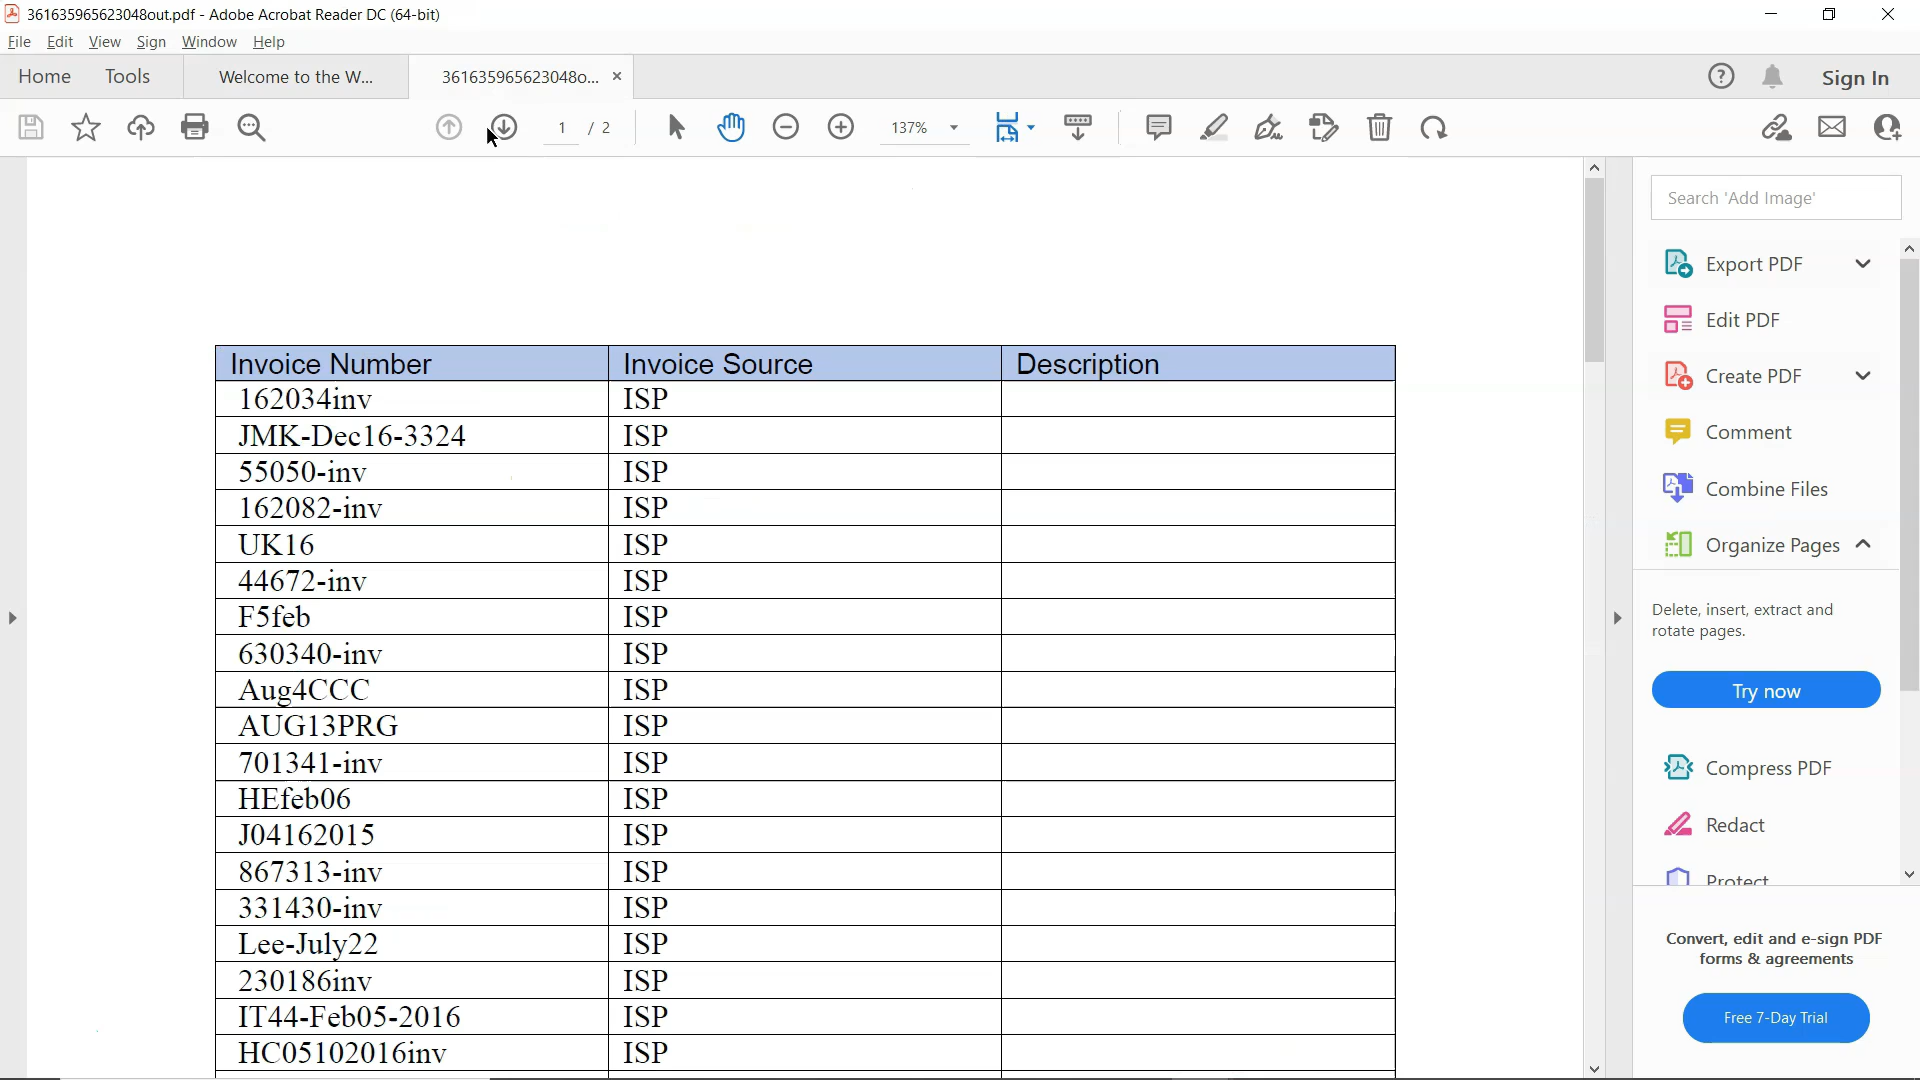 361635965623048out.pdf - Adobe Acrobat Reader DC (64-bit)
File Edit View Sign Window Help
Home Tools Welcome to the W... 361635965623048o... Sign In
1 / 2 137%
Search 'Add Image'
Export PDF
Edit PDF
Create PDF
Comment
Combine Files
Organize Pages
Delete, insert, extract and
rotate pages.
Try now
Compress PDF
Redact
Protect
Convert, edit and e-sign PDF
forms & agreements
Free 7-Day Trial
Invoice Number Invoice Source Description
162034inv ISP
JMK-Dec16-3324 ISP
55050-inv ISP
162082-inv ISP
UK16 ISP
44672-inv ISP
F5feb ISP
630340-inv ISP
Aug4CCC ISP
AUG13PRG ISP
701341-inv ISP
HEfeb06 ISP
J04162015 ISP
867313-inv ISP
331430-inv ISP
Lee-July22 ISP
230186inv ISP
IT44-Feb05-2016 ISP
HC05102016inv ISP